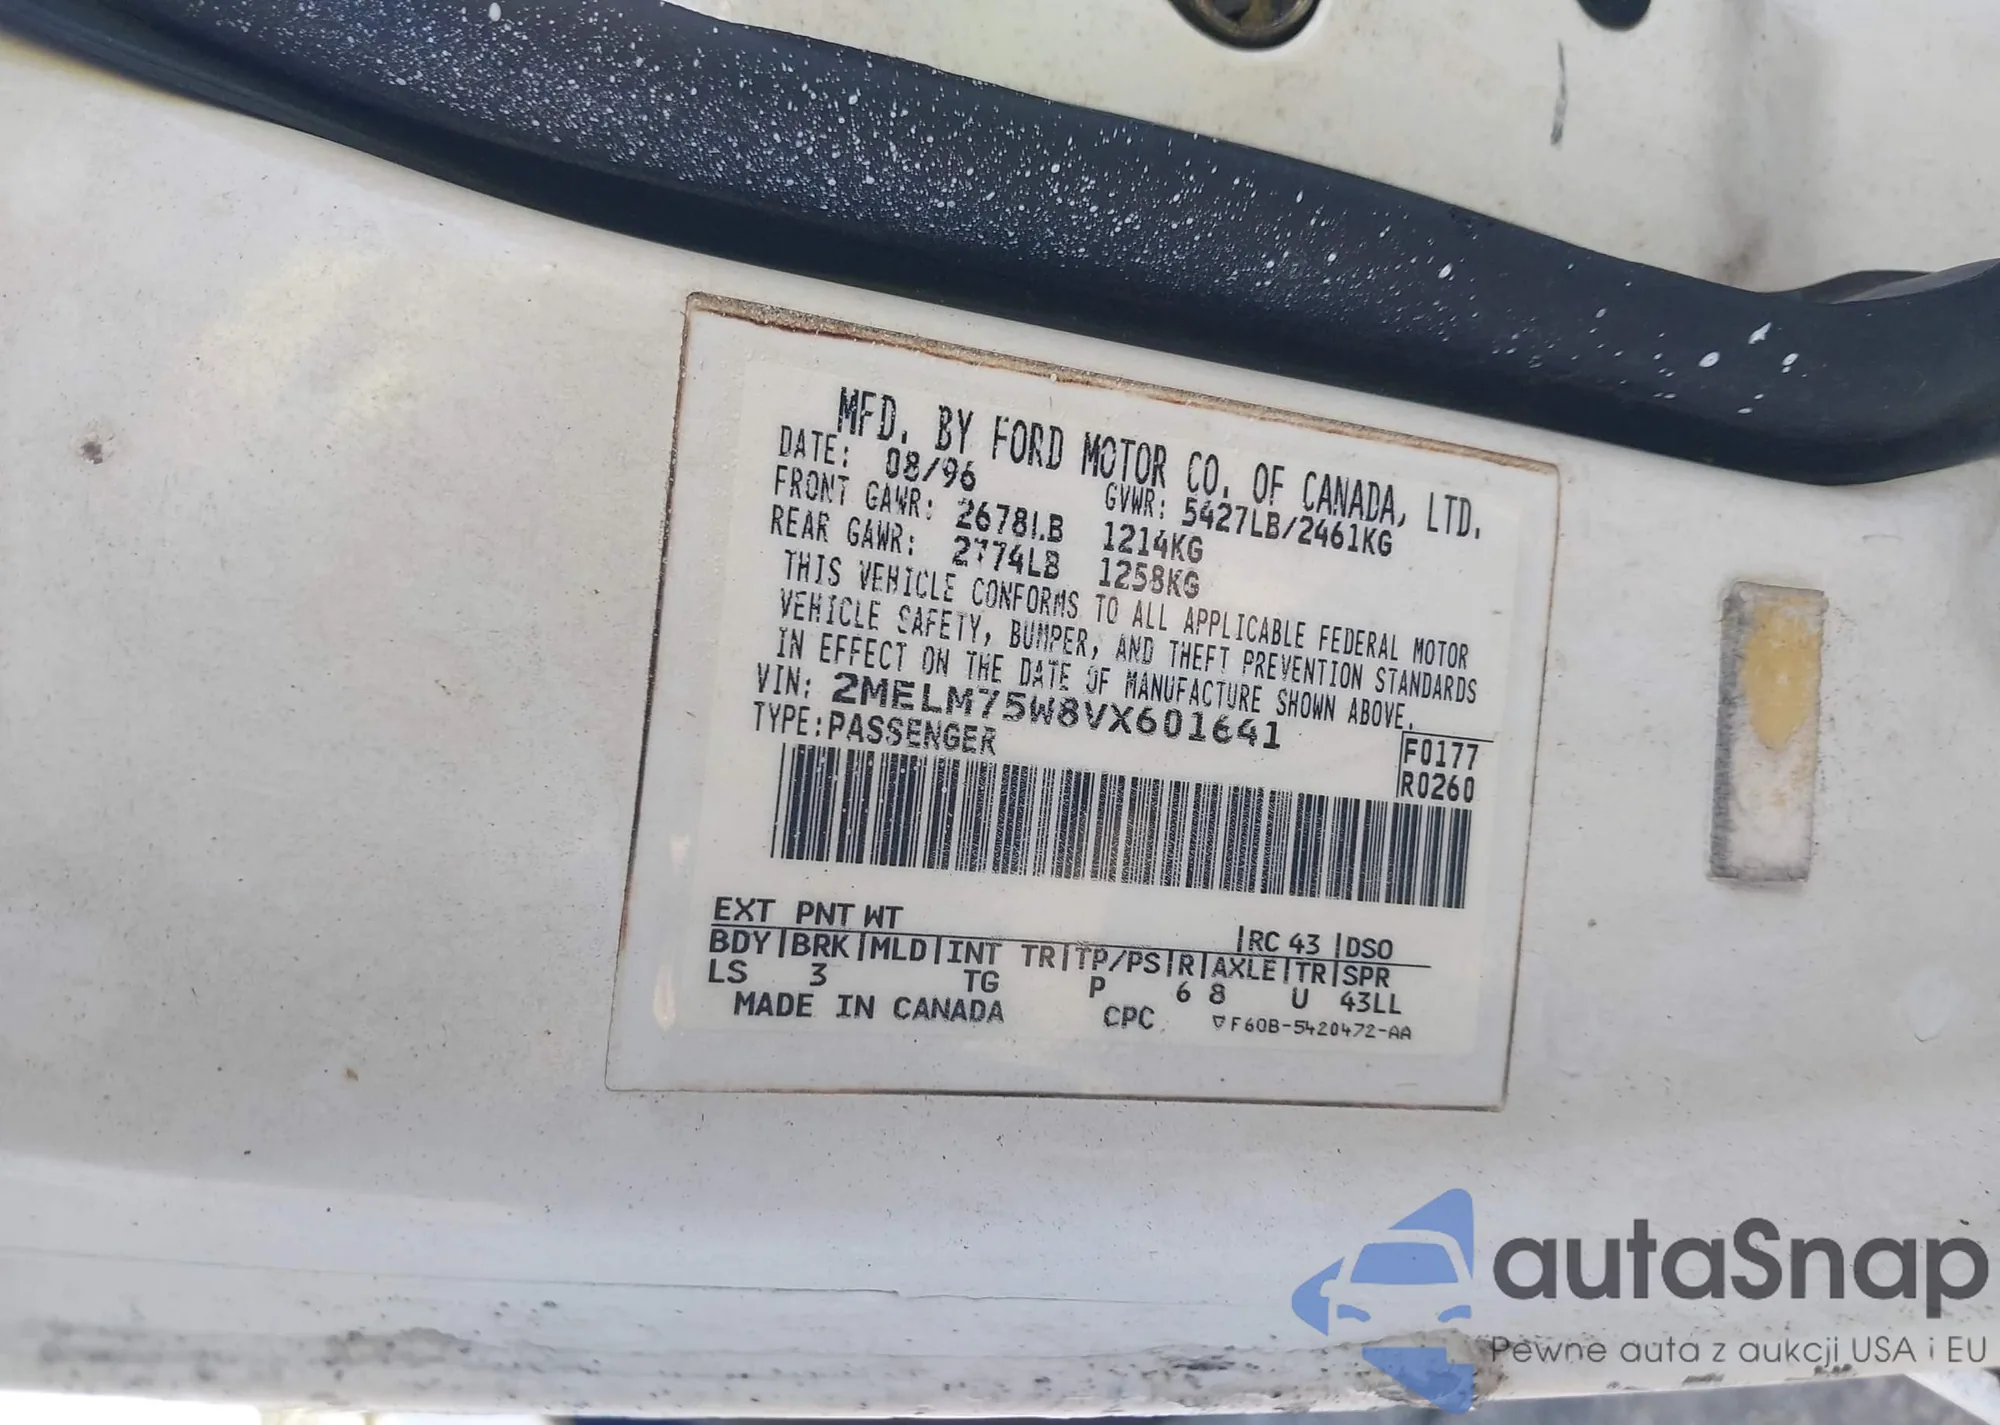 MFD. BY FORD MOTOR CO. OF CANADA, LTD.
DATE: 08/96 GVWR: 5427LB/2461KG
FRONT GAWR: 2678LB 1214KG
REAR GAWR: 2774LB 1258KG
THIS VEHICLE CONFORMS TO ALL APPLICABLE FEDERAL MOTOR
VEHICLE SAFETY, BUMPER, AND THEFT PREVENTION STANDARDS
IN EFFECT ON THE DATE OF MANUFACTURE SHOWN ABOVE.
VIN: 2MELM75W8VX601641
TYPE: PASSENGER
F0177
R0260
EXT PNT WT RC 43 DSO
BDY BRK MLD INT TR TP/PS R AXLE TR SPR
LS 3 TG P 6 8 U 43LL
MADE IN CANADA CPC F60B-5420472-AA
autaSnap
Pewne auta z aukcji USA i EU